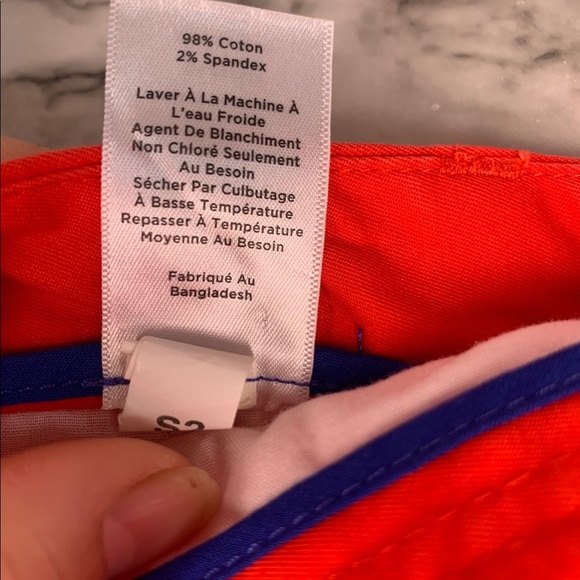 98% Coton
2% Spandex
Laver À La Machine À
L'eau Froide
Agent De Blanchiment
Non Chloré Seulement
Au Besoin
Sécher Par Culbutage
À Basse Température
Repasser À Température
Moyenne Au Besoin
Fabriqué Au
Bangladesh